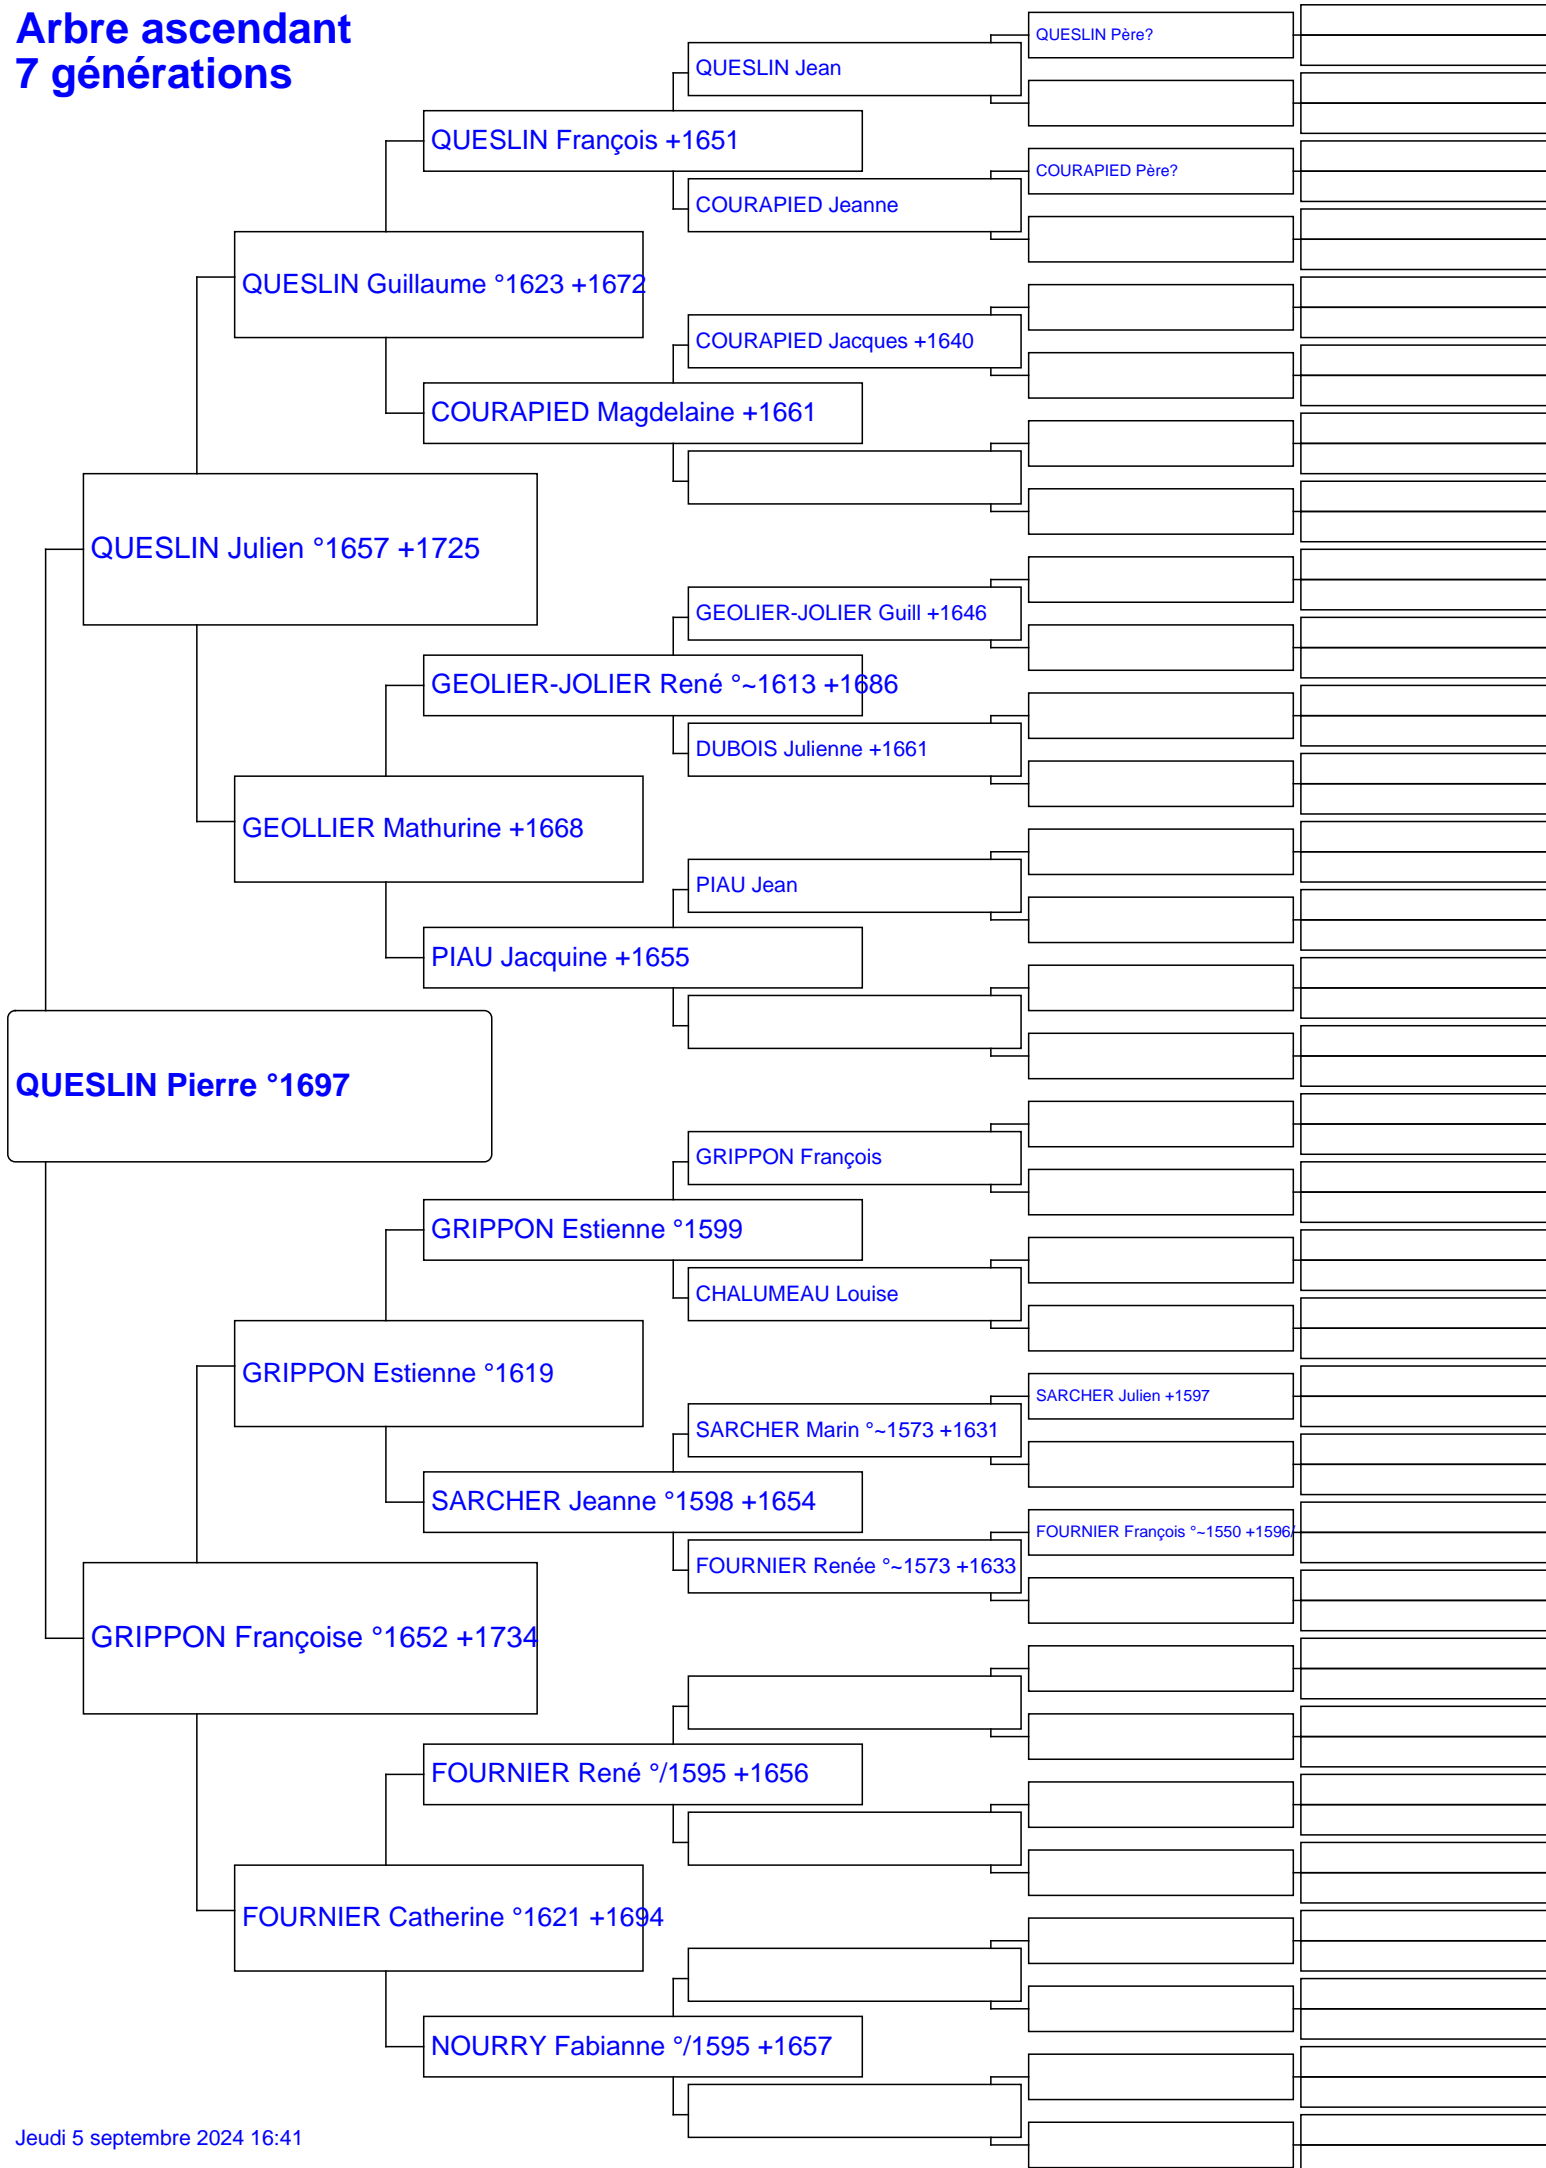 Arbre ascendant
7 générations
QUESLIN Père?
QUESLIN Jean
QUESLIN François +1651
COURAPIED Père?
COURAPIED Jeanne
QUESLIN Guillaume °1623 +1672
COURAPIED Jacques +1640
COURAPIED Magdelaine +1661
QUESLIN Julien °1657 +1725
GEOLIER-JOLIER Guill +1646
GEOLIER-JOLIER René °~1613 +1686
DUBOIS Julienne +1661
GEOLLIER Mathurine +1668
PIAU Jean
PIAU Jacquine +1655
QUESLIN Pierre °1697
GRIPPON François
GRIPPON Estienne °1599
CHALUMEAU Louise
GRIPPON Estienne °1619
SARCHER Julien +1597
SARCHER Marin °~1573 +1631
SARCHER Jeanne °1598 +1654
FOURNIER François °~1550 +1596/
FOURNIER Renée °~1573 +1633
GRIPPON Françoise °1652 +1734
FOURNIER René °/1595 +1656
FOURNIER Catherine °1621 +1694
NOURRY Fabianne °/1595 +1657
Jeudi 5 septembre 2024 16:41